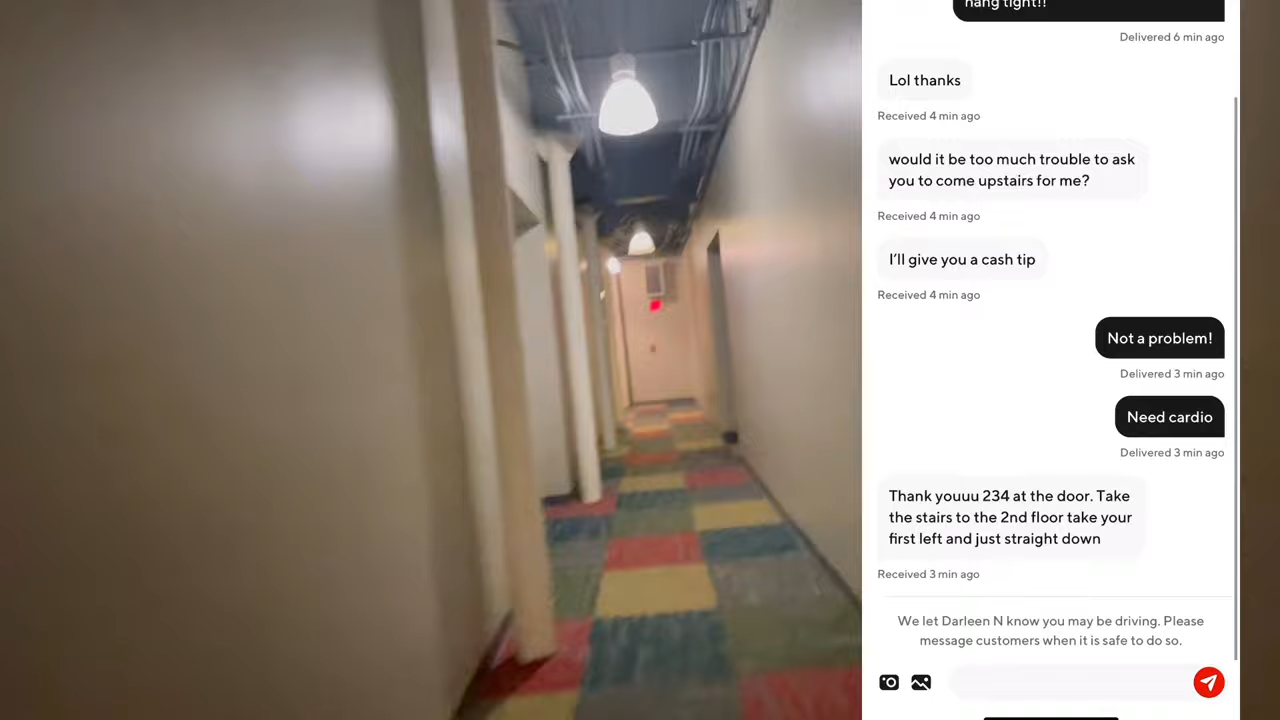 hang tight!!
Delivered 6 min ago
Lol thanks
Received 4 min ago
would it be too much trouble to ask
you to come upstairs for me?
Received 4 min ago
I'll give you a cash tip
Received 4 min ago
Not a problem!
Delivered 3 min ago
Need cardio
Delivered 3 min ago
Thank youuu 234 at the door. Take
the stairs to the 2nd floor take your
first left and just straight down
Received 3 min ago
We let Darleen N know you may be driving. Please
message customers when it is safe to do so.